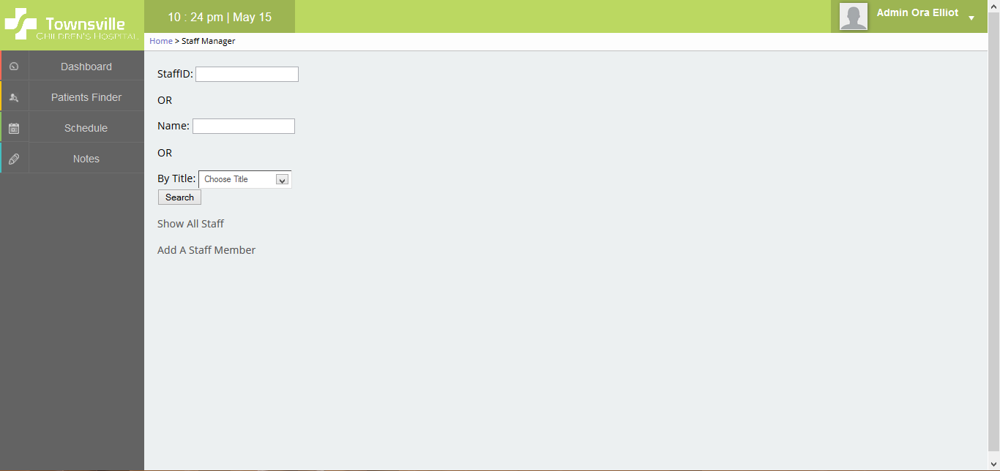 Townsville
Children's Hospital
10 : 24 pm | May 15
Admin Ora Elliot
Home > Staff Manager
Dashboard
Patients Finder
Schedule
Notes
StaffID:
OR
Name:
OR
By Title: Choose Title
Search
Show All Staff
Add A Staff Member